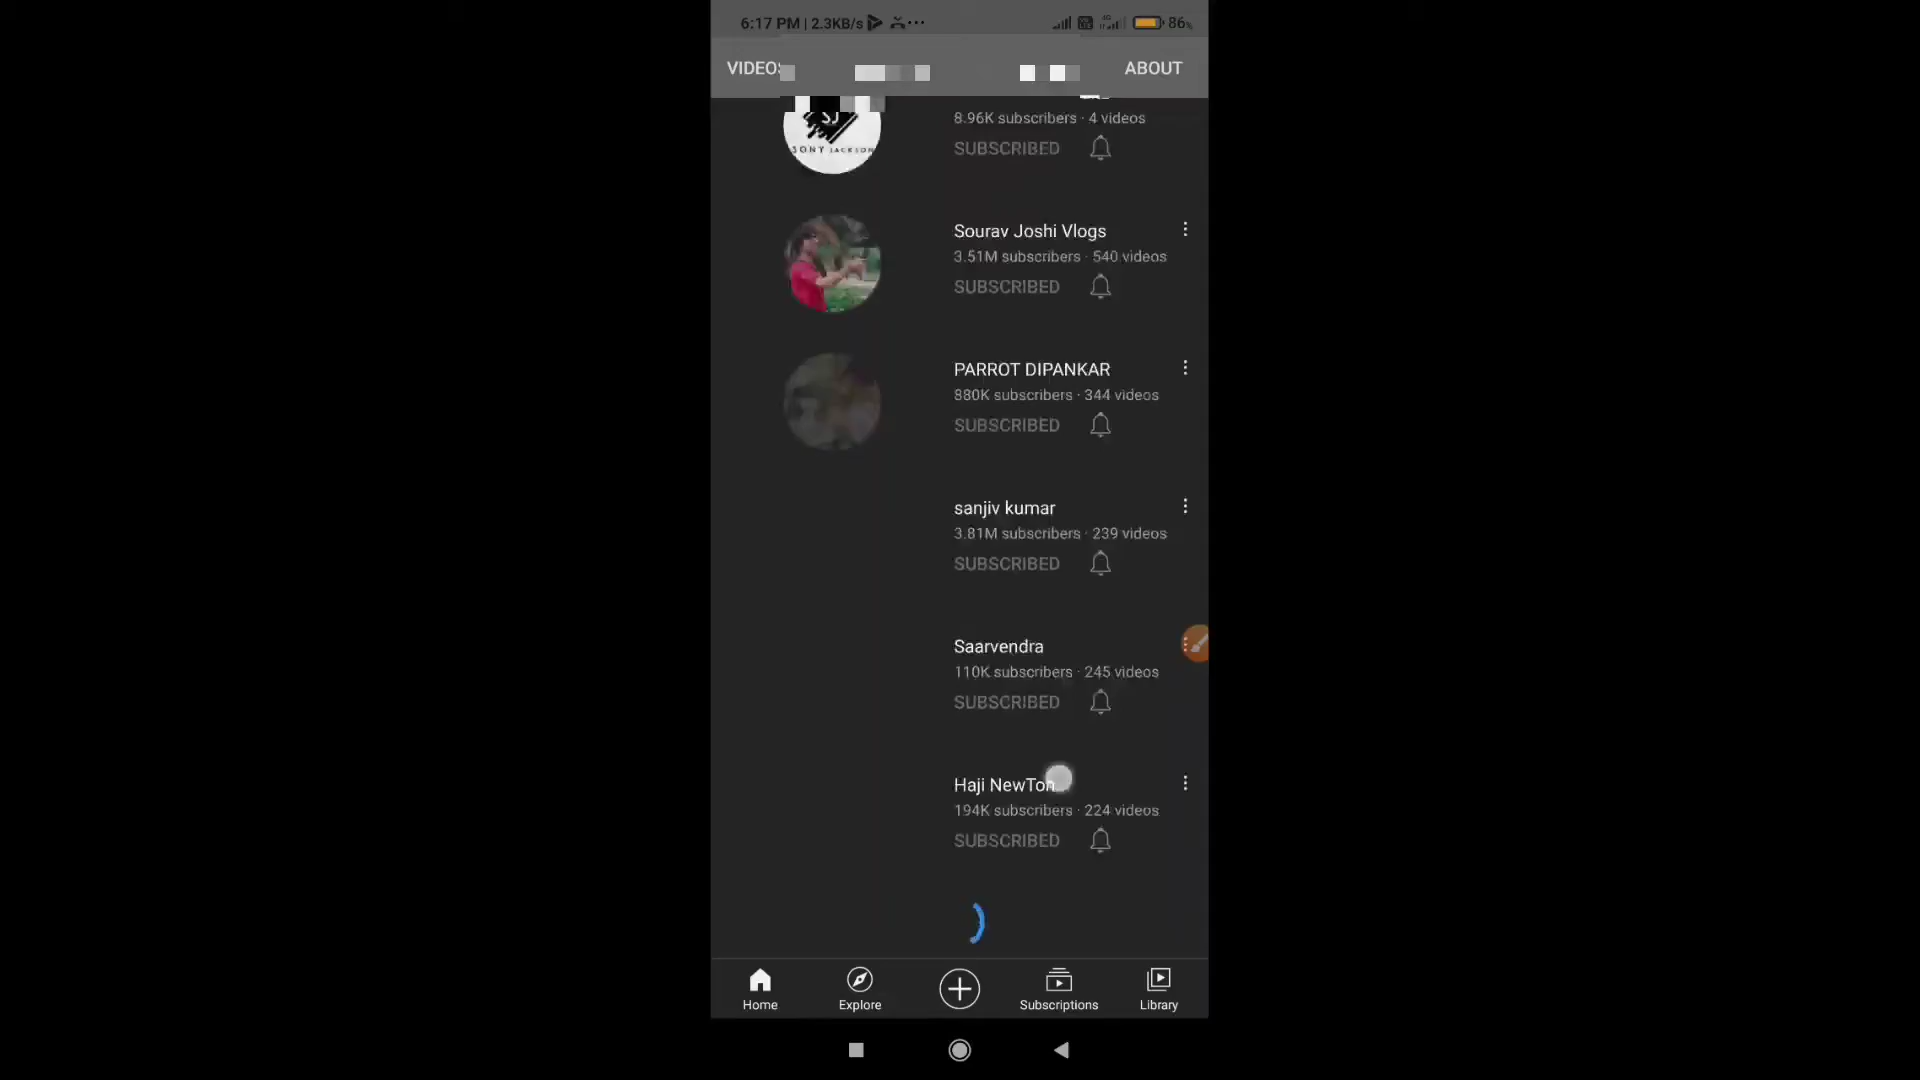 6:17 PM | 2.3KB/s
86%
VIDEOS
ABOUT
SJ
SONY JACKSON
8.96K subscribers · 4 videos
SUBSCRIBED
Sourav Joshi Vlogs
3.51M subscribers · 540 videos
SUBSCRIBED
PARROT DIPANKAR
880K subscribers · 344 videos
SUBSCRIBED
sanjiv kumar
3.81M subscribers · 239 videos
SUBSCRIBED
Saarvendra
110K subscribers · 245 videos
SUBSCRIBED
Haji NewTon
194K subscribers · 224 videos
SUBSCRIBED
Home
Explore
Subscriptions
Library